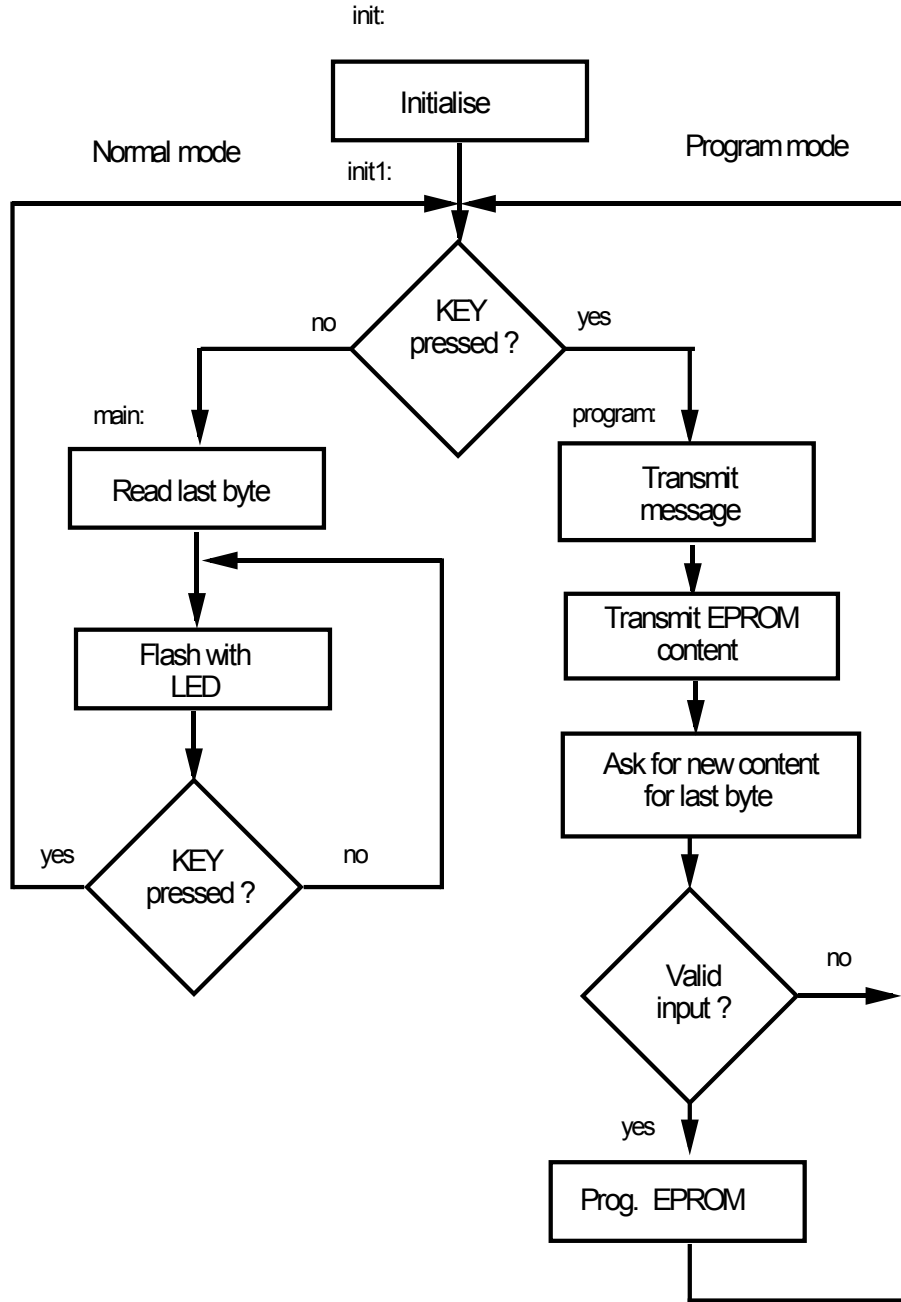 init:
Initialise
Normal mode
Program mode
init1:
KEY
pressed ?
no
yes
main:
program:
Read last byte
Transmit
message
Flash with
LED
Transmit EPROM
content
Ask for new content
for last byte
yes
KEY
pressed ?
no
Valid
input ?
no
yes
Prog. EPROM